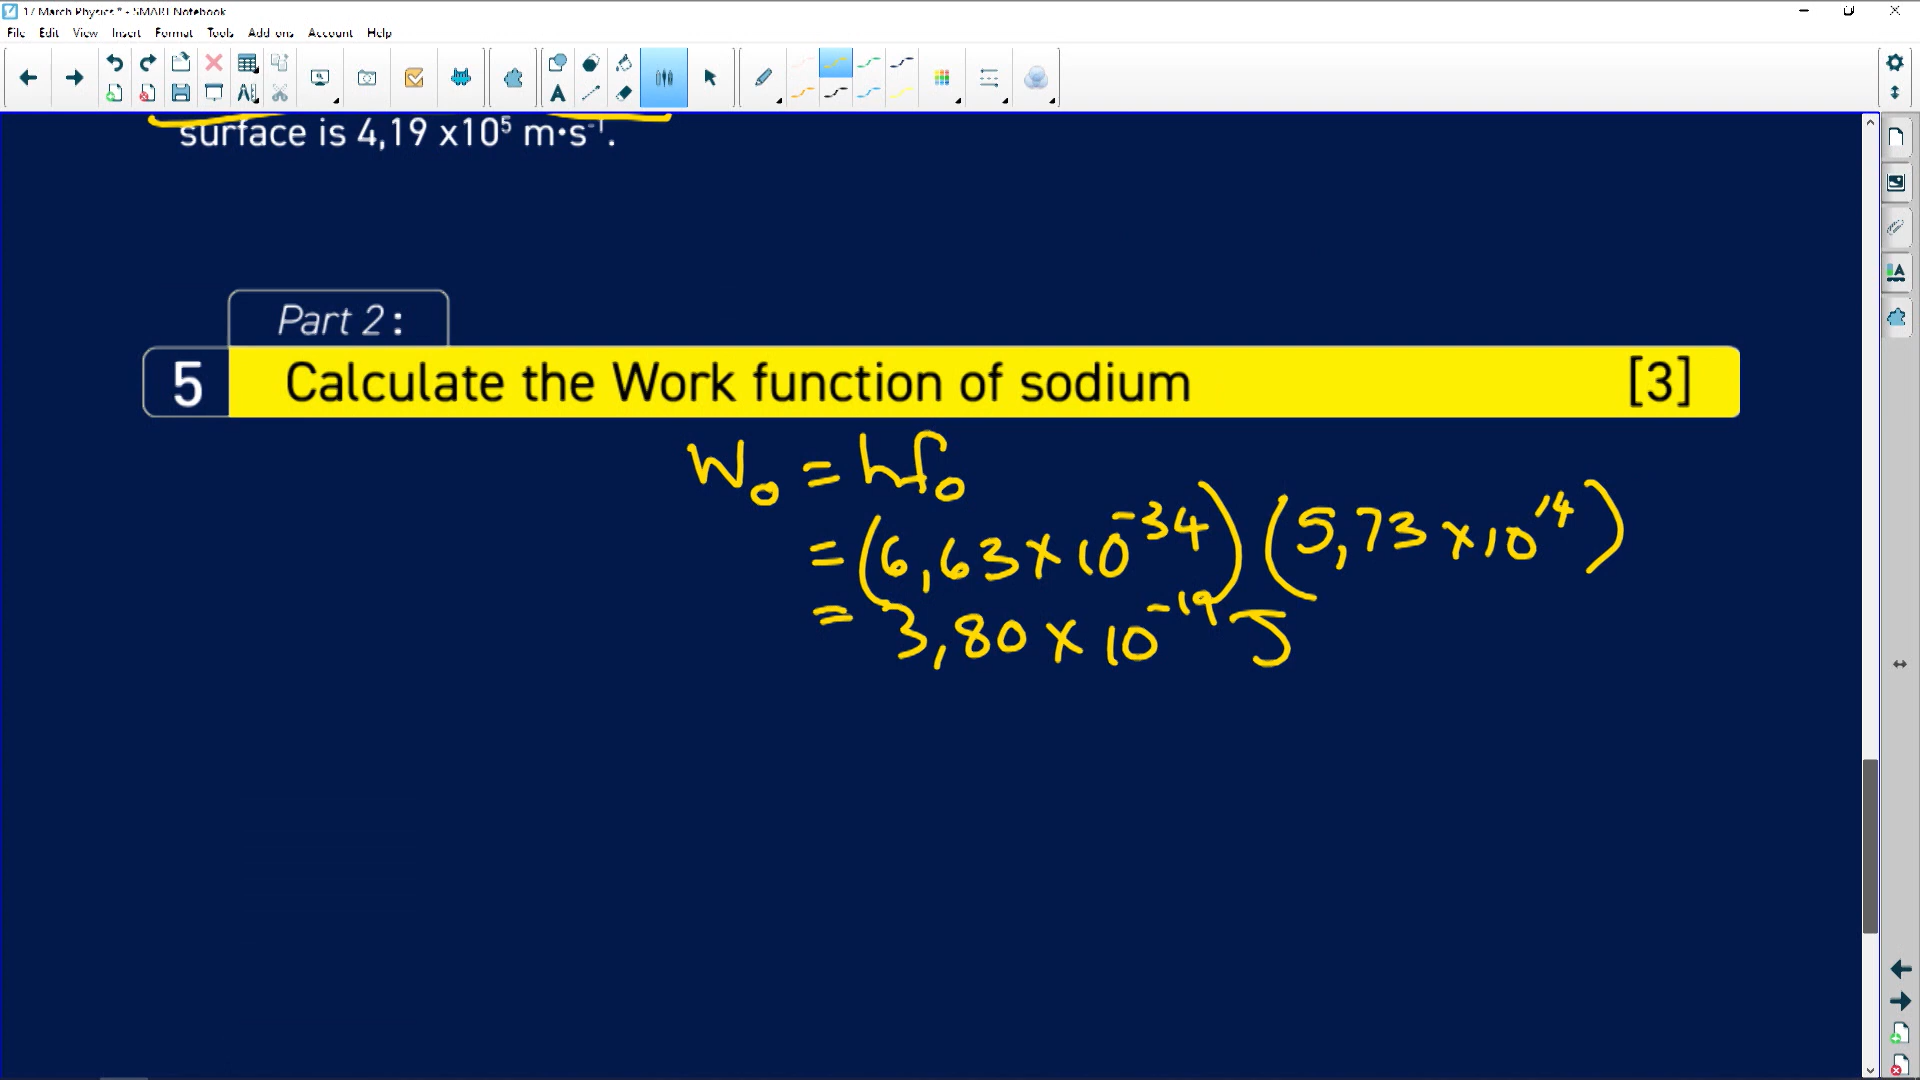 17 March Physics * - SMART Notebook
File Edit View Insert Format Tools Add-ons Account Help
surface is 4,19 x10⁵ m·s⁻¹.
Part 2 :
5 Calculate the Work function of sodium [3]
W₀ = hf₀
= (6,63 × 10⁻³⁴) (5,73 × 10¹⁴)
= 3,80 × 10⁻¹⁹ J